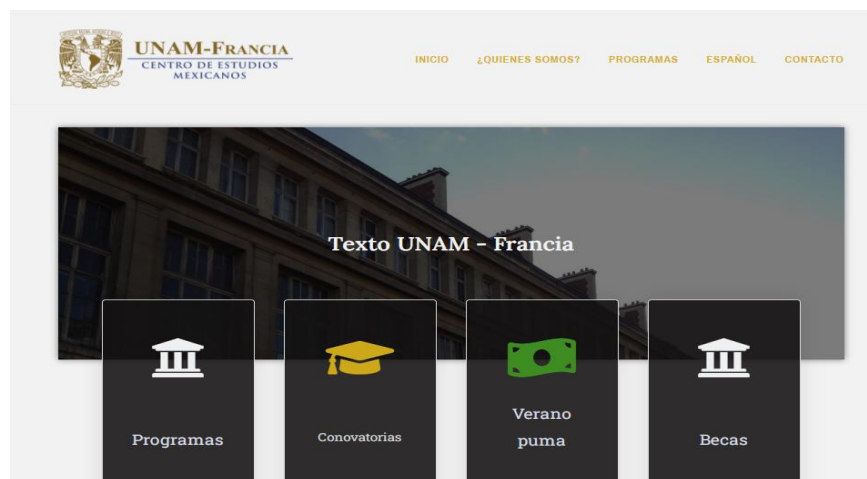 UNAM-FRANCIA
CENTRO DE ESTUDIOS
MEXICANOS
INICIO ¿QUIENES SOMOS? PROGRAMAS ESPAÑOL CONTACTO
Texto UNAM - Francia
Programas
Conovatorias
Verano
puma
Becas